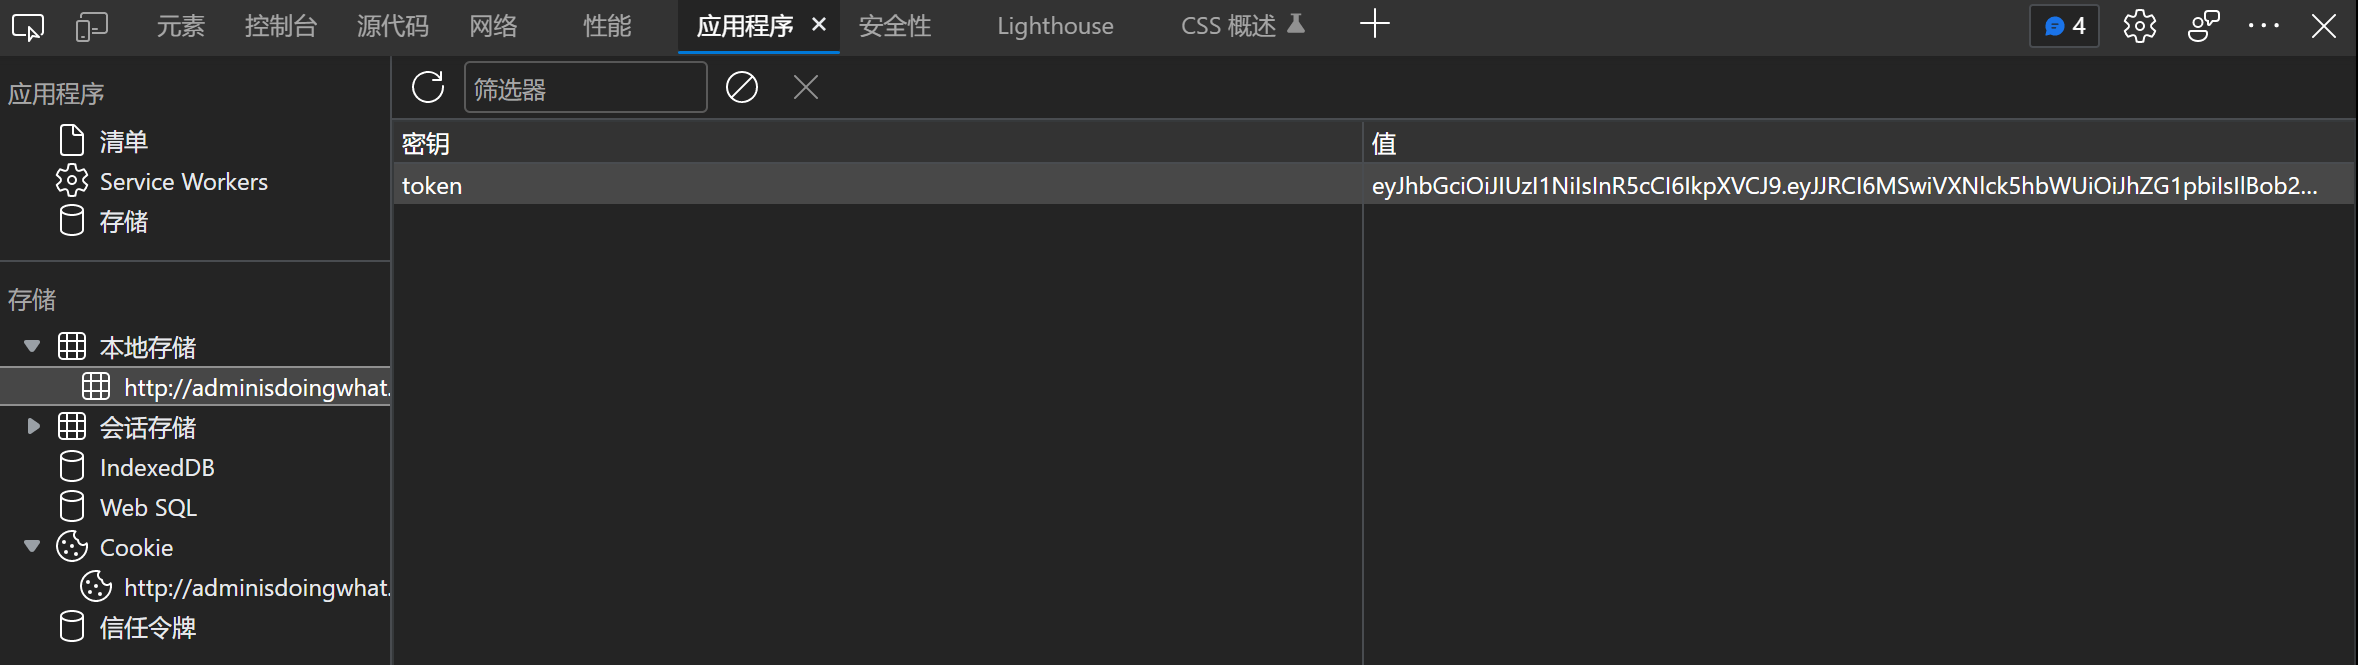 元素 控制台 源代码 网络 性能 应用程序 安全性 Lighthouse CSS 概述 4
应用程序
清单
Service Workers
存储
存储
本地存储
http://adminisdoingwhat.
会话存储
IndexedDB
Web SQL
Cookie
http://adminisdoingwhat.
信任令牌
筛选器
密钥 值
token eyJhbGciOiJIUzI1NiIsInR5cCI6IkpXVCJ9.eyJJRCI6MSwiVXNlck5hbWUiOiJhZG1pbiIsIlBob2...